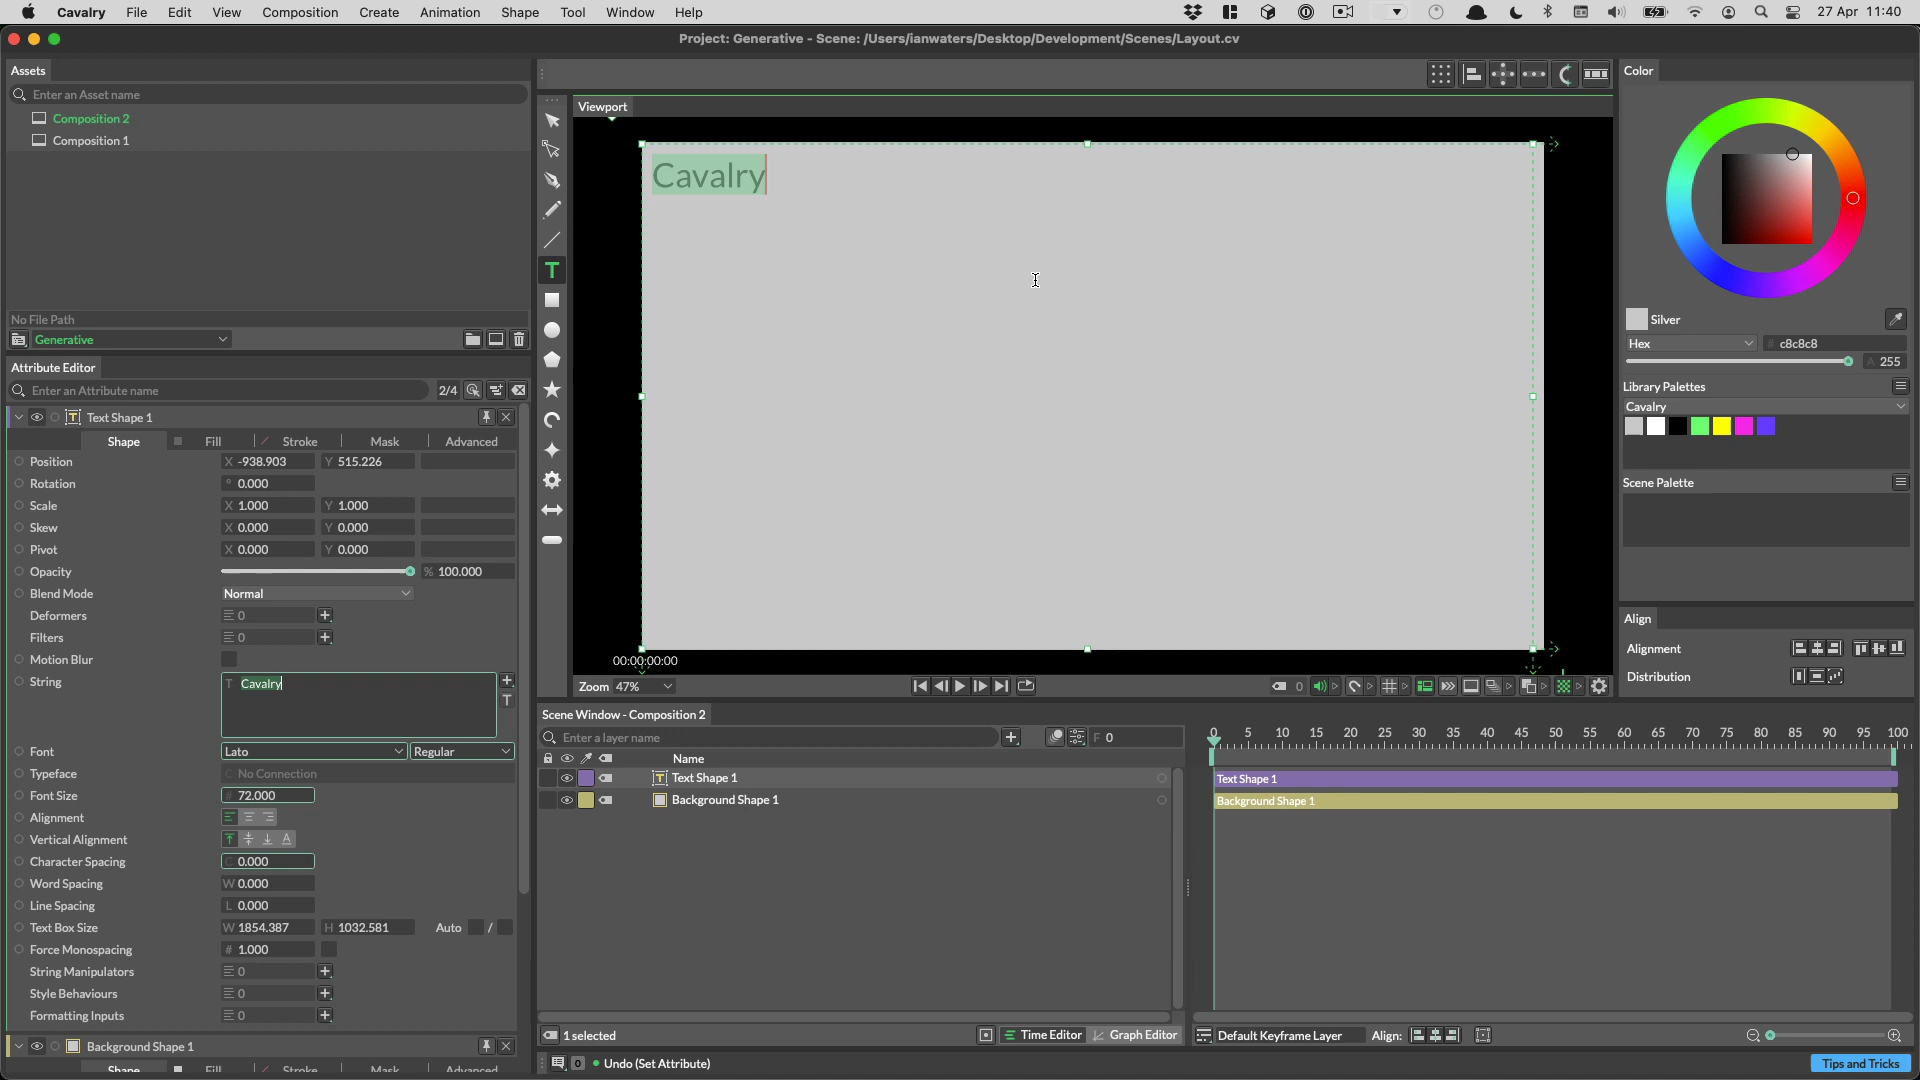 Cavalry File Edit View Composition Create Animation Shape Tool Window Help 27 Apr 11:40
Project: Generative - Scene: /Users/ianwaters/Desktop/Development/Scenes/Layout.cv
Assets
Enter an Asset name
Composition 2
Composition 1
No File Path
Generative
Attribute Editor
Enter an Attribute name 2/4
Text Shape 1
Shape Fill Stroke Mask Advanced
Position X -938.903 Y 515.226
Rotation ° 0.000
Scale X 1.000 Y 1.000
Skew X 0.000 Y 0.000
Pivot X 0.000 Y 0.000
Opacity % 100.000
Blend Mode Normal
Deformers 0
Filters 0
Motion Blur
String T Cavalry
Font Lato Regular
Typeface C No Connection
Font Size # 72.000
Alignment
Vertical Alignment
Character Spacing C 0.000
Word Spacing W 0.000
Line Spacing L 0.000
Text Box Size W 1854.387 H 1032.581 Auto /
Force Monospacing # 1.000
String Manipulators 0
Style Behaviours 0
Formatting Inputs 0
Background Shape 1
Shape Fill Stroke Mask Advanced
Viewport
Cavalry
00:00:00:00
Zoom 47% 0
Scene Window - Composition 2
Enter a layer name F 0
Name
Text Shape 1
Background Shape 1
0 5 10 15 20 25 30 35 40 45 50 55 60 65 70 75 80 85 90 95 100
Text Shape 1
Background Shape 1
1 selected Time Editor Graph Editor
Default Keyframe Layer Align:
0 Undo (Set Attribute)
Tips and Tricks
Color
Silver
Hex # c8c8c8
A 255
Library Palettes
Cavalry
Scene Palette
Align
Alignment
Distribution